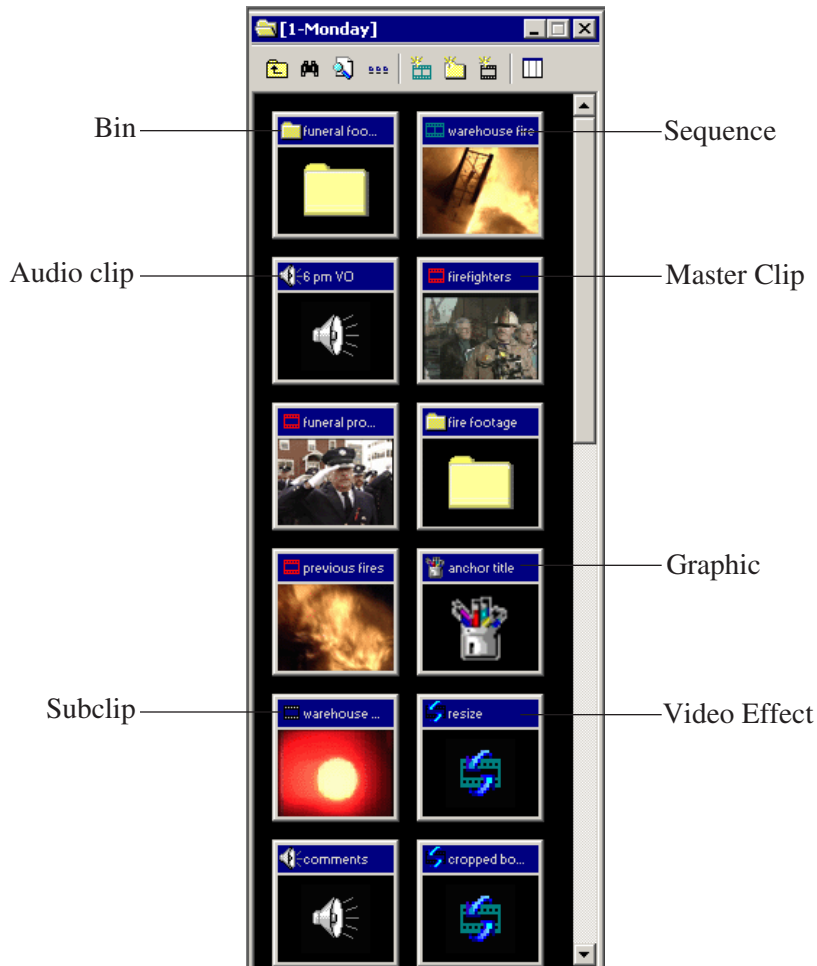 [1-Monday]
Bin
funeral foo...
warehouse fire
Sequence
Audio clip
6 pm VO
firefighters
Master Clip
funeral pro...
fire footage
previous fires
anchor title
Graphic
Subclip
warehouse ...
resize
Video Effect
comments
cropped bo...